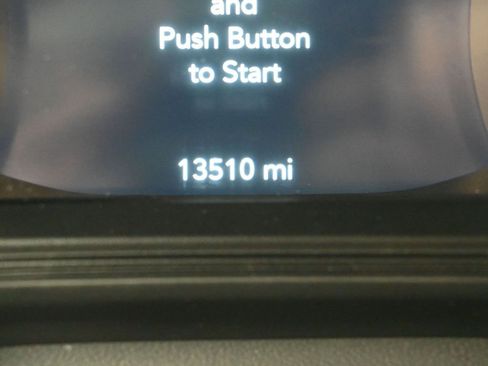 and
Push Button
to Start
13510 mi